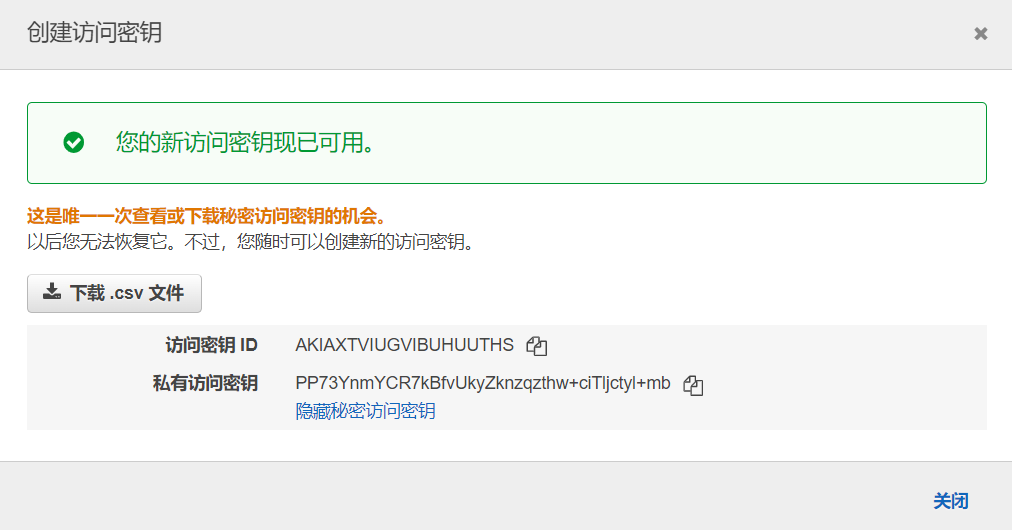 创建访问密钥
您的新访问密钥现已可用。
这是唯一一次查看或下载秘密访问密钥的机会。
以后您无法恢复它。不过，您随时可以创建新的访问密钥。
下载 .csv 文件
访问密钥 ID AKIAXTVIUGVIBUHUUTHS
私有访问密钥
隐藏秘密访问密钥
关闭